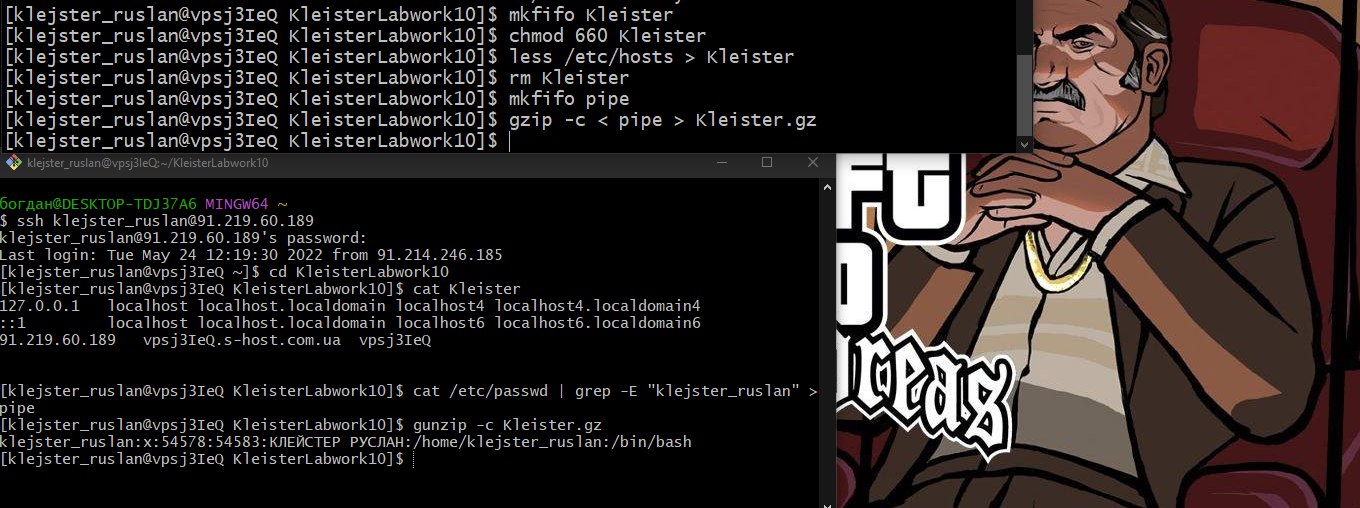 [klejster_ruslan@vpsj3IeQ KleisterLabwork10]$ mkfifo Kleister
[klejster_ruslan@vpsj3IeQ KleisterLabwork10]$ chmod 660 Kleister
[klejster_ruslan@vpsj3IeQ KleisterLabwork10]$ less /etc/hosts > Kleister
[klejster_ruslan@vpsj3IeQ KleisterLabwork10]$ rm Kleister
[klejster_ruslan@vpsj3IeQ KleisterLabwork10]$ mkfifo pipe
[klejster_ruslan@vpsj3IeQ KleisterLabwork10]$ gzip -c < pipe > Kleister.gz
[klejster_ruslan@vpsj3IeQ KleisterLabwork10]$
klejster_ruslan@vpsj3IeQ:~/KleisterLabwork10
богдан@DESKTOP-TDJ37A6 MINGW64 ~
$ ssh klejster_ruslan@91.219.60.189
klejster_ruslan@91.219.60.189's password:
Last login: Tue May 24 12:19:30 2022 from 91.214.246.185
[klejster_ruslan@vpsj3IeQ ~]$ cd KleisterLabwork10
[klejster_ruslan@vpsj3IeQ KleisterLabwork10]$ cat Kleister
127.0.0.1   localhost localhost.localdomain localhost4 localhost4.localdomain4
::1         localhost localhost.localdomain localhost6 localhost6.localdomain6
91.219.60.189   vpsj3IeQ.s-host.com.ua  vpsj3IeQ
[klejster_ruslan@vpsj3IeQ KleisterLabwork10]$ cat /etc/passwd | grep -E "klejster_ruslan" >
pipe
[klejster_ruslan@vpsj3IeQ KleisterLabwork10]$ gunzip -c Kleister.gz
klejster_ruslan:x:54578:54583:КЛЕЙСТЕР РУСЛАН:/home/klejster_ruslan:/bin/bash
[klejster_ruslan@vpsj3IeQ KleisterLabwork10]$